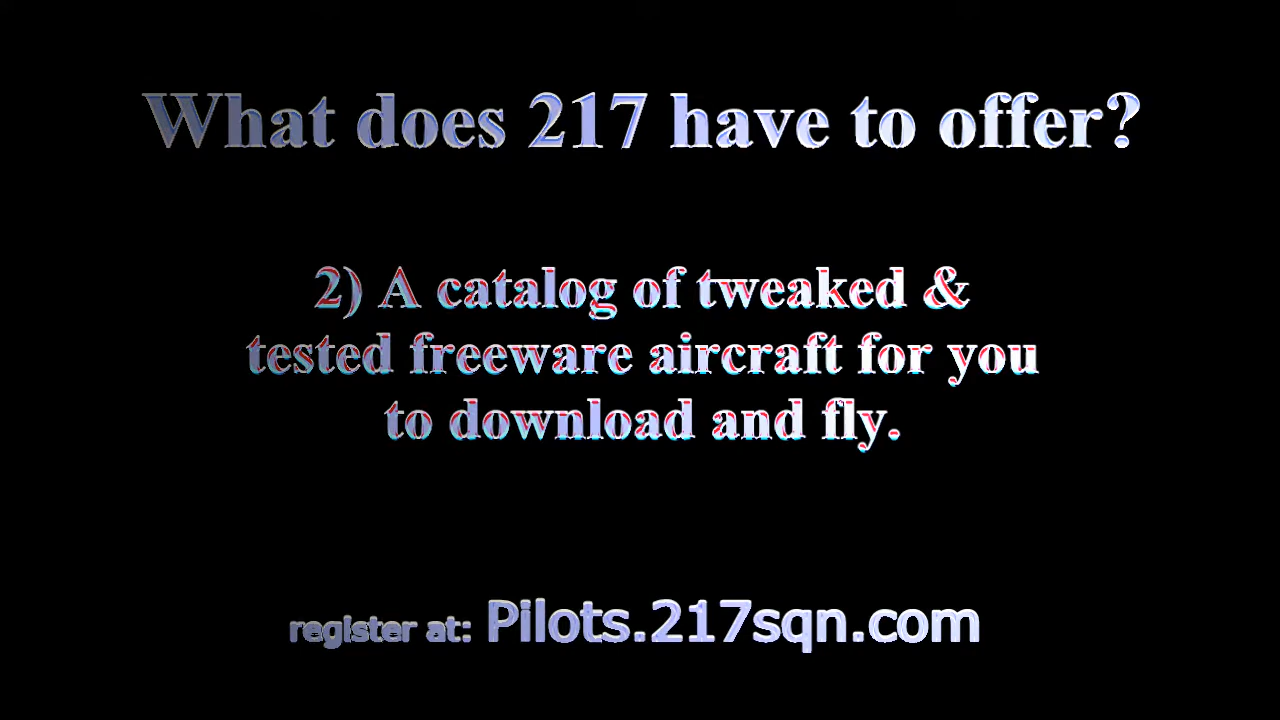 What does 217 have to offer?
2) A catalog of tweaked &
tested freeware aircraft for you
to download and fly.
register at: Pilots.217sqn.com